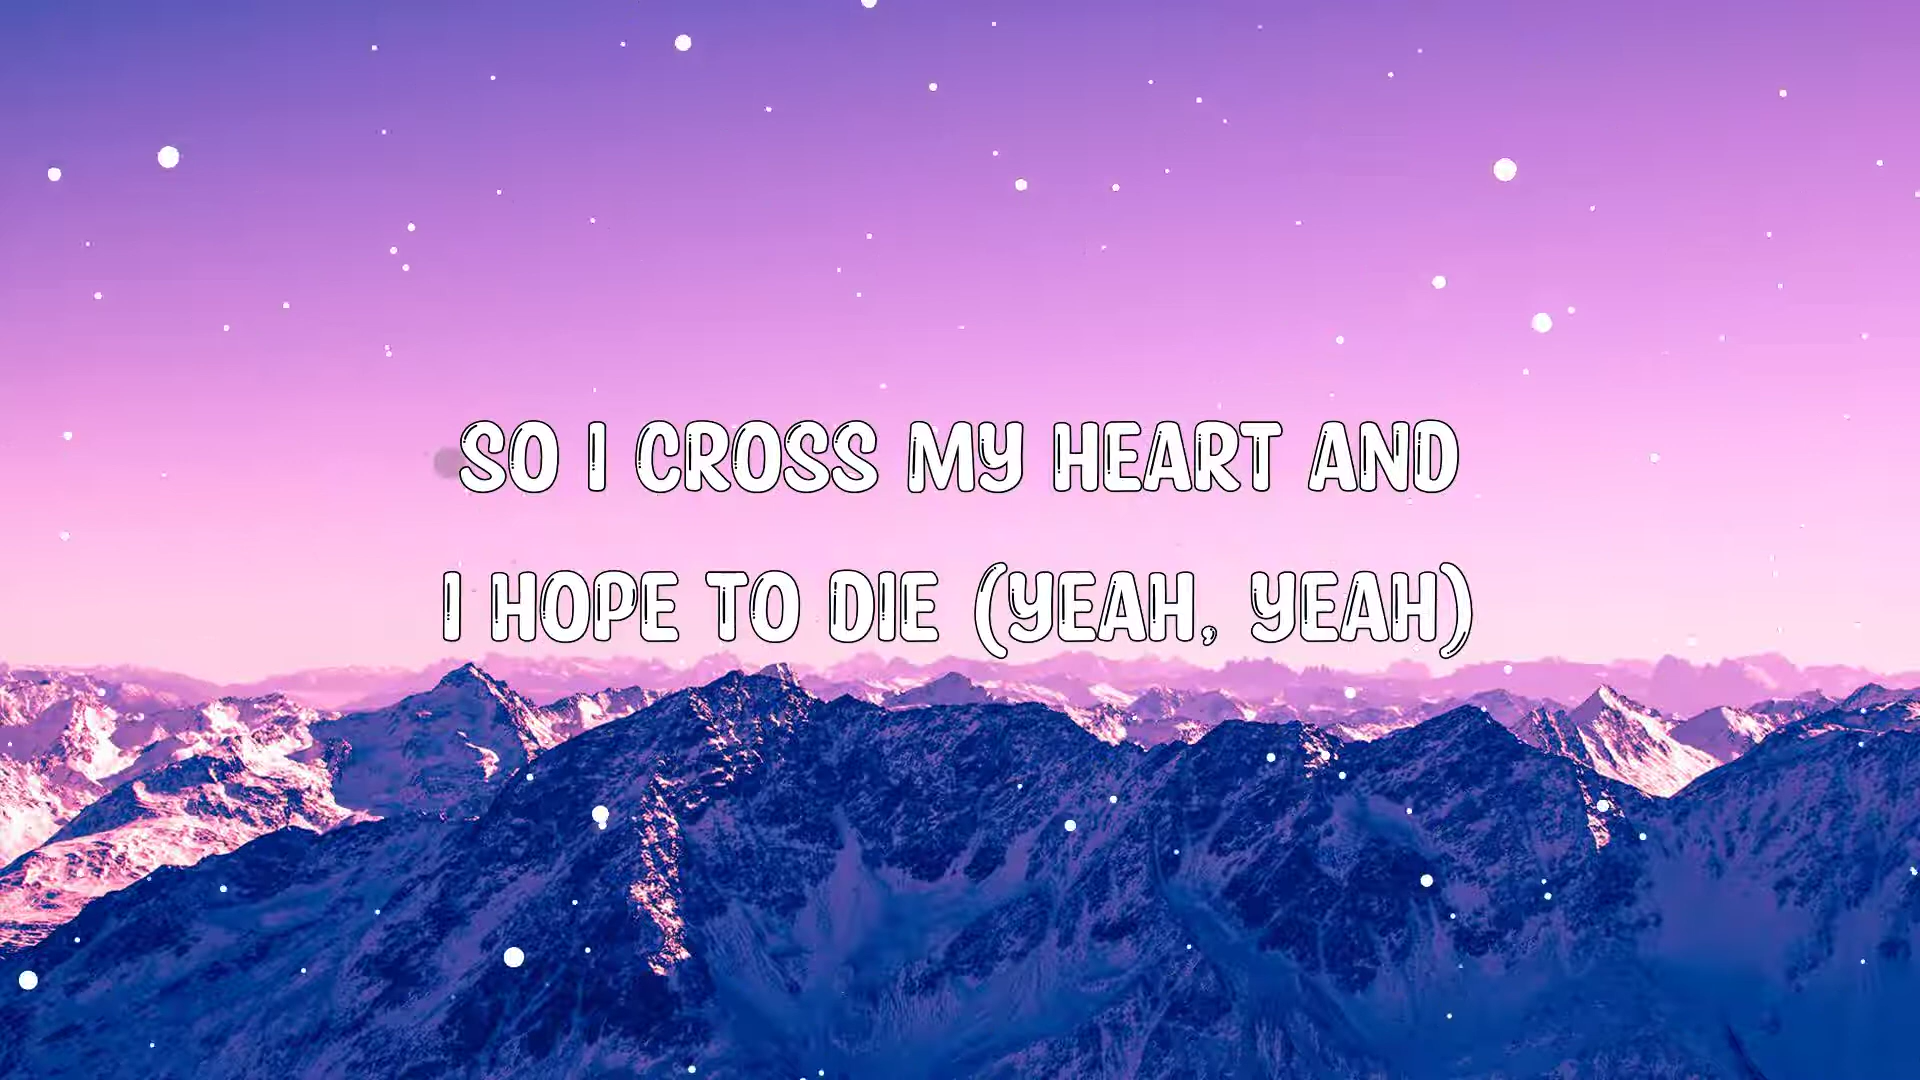 SO I CROSS MY HEART AND
I HOPE TO DIE (YEAH, YEAH)